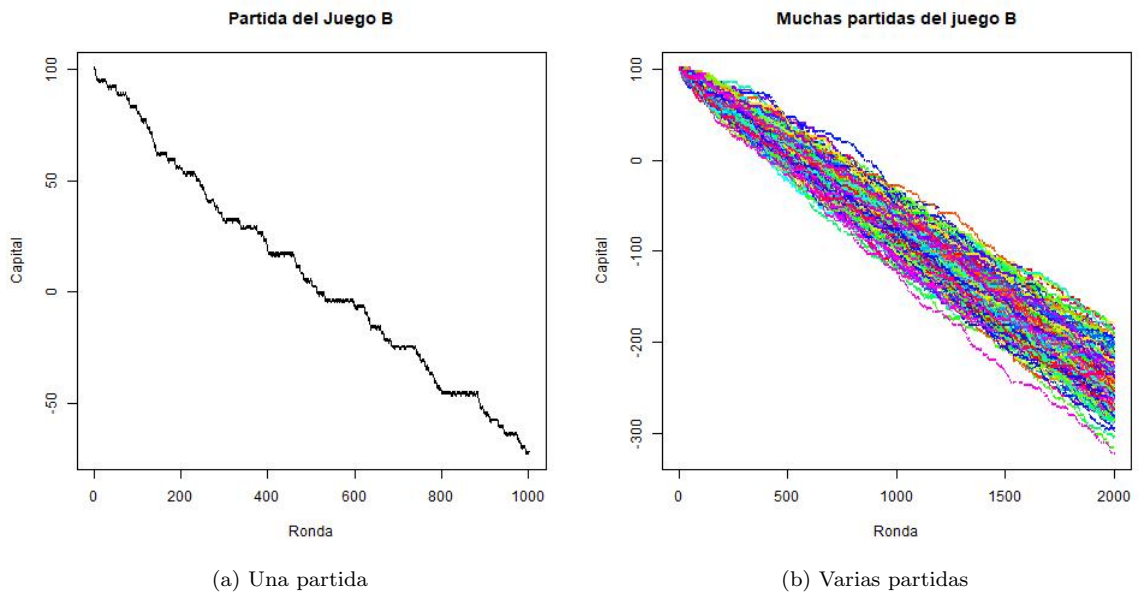 Partida del Juego B
Capital
100
50
0
-50
0 200 400 600 800 1000
Ronda
(a) Una partida
Muchas partidas del juego B
Capital
100
0
-100
-200
-300
0 500 1000 1500 2000
Ronda
(b) Varias partidas